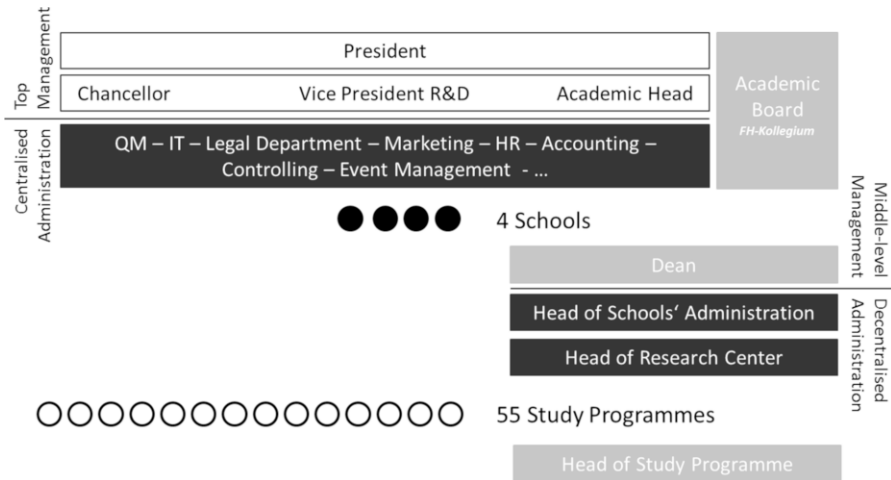 Top
Management
President
Chancellor Vice President R&D Academic Head
Academic
Board
FH-Kollegium
Centralised
Administration
QM – IT – Legal Department – Marketing – HR – Accounting –
Controlling – Event Management - ...
Middle-level
Management
4 Schools
Dean
Decentralised
Administration
Head of Schools‘ Administration
Head of Research Center
55 Study Programmes
Head of Study Programme